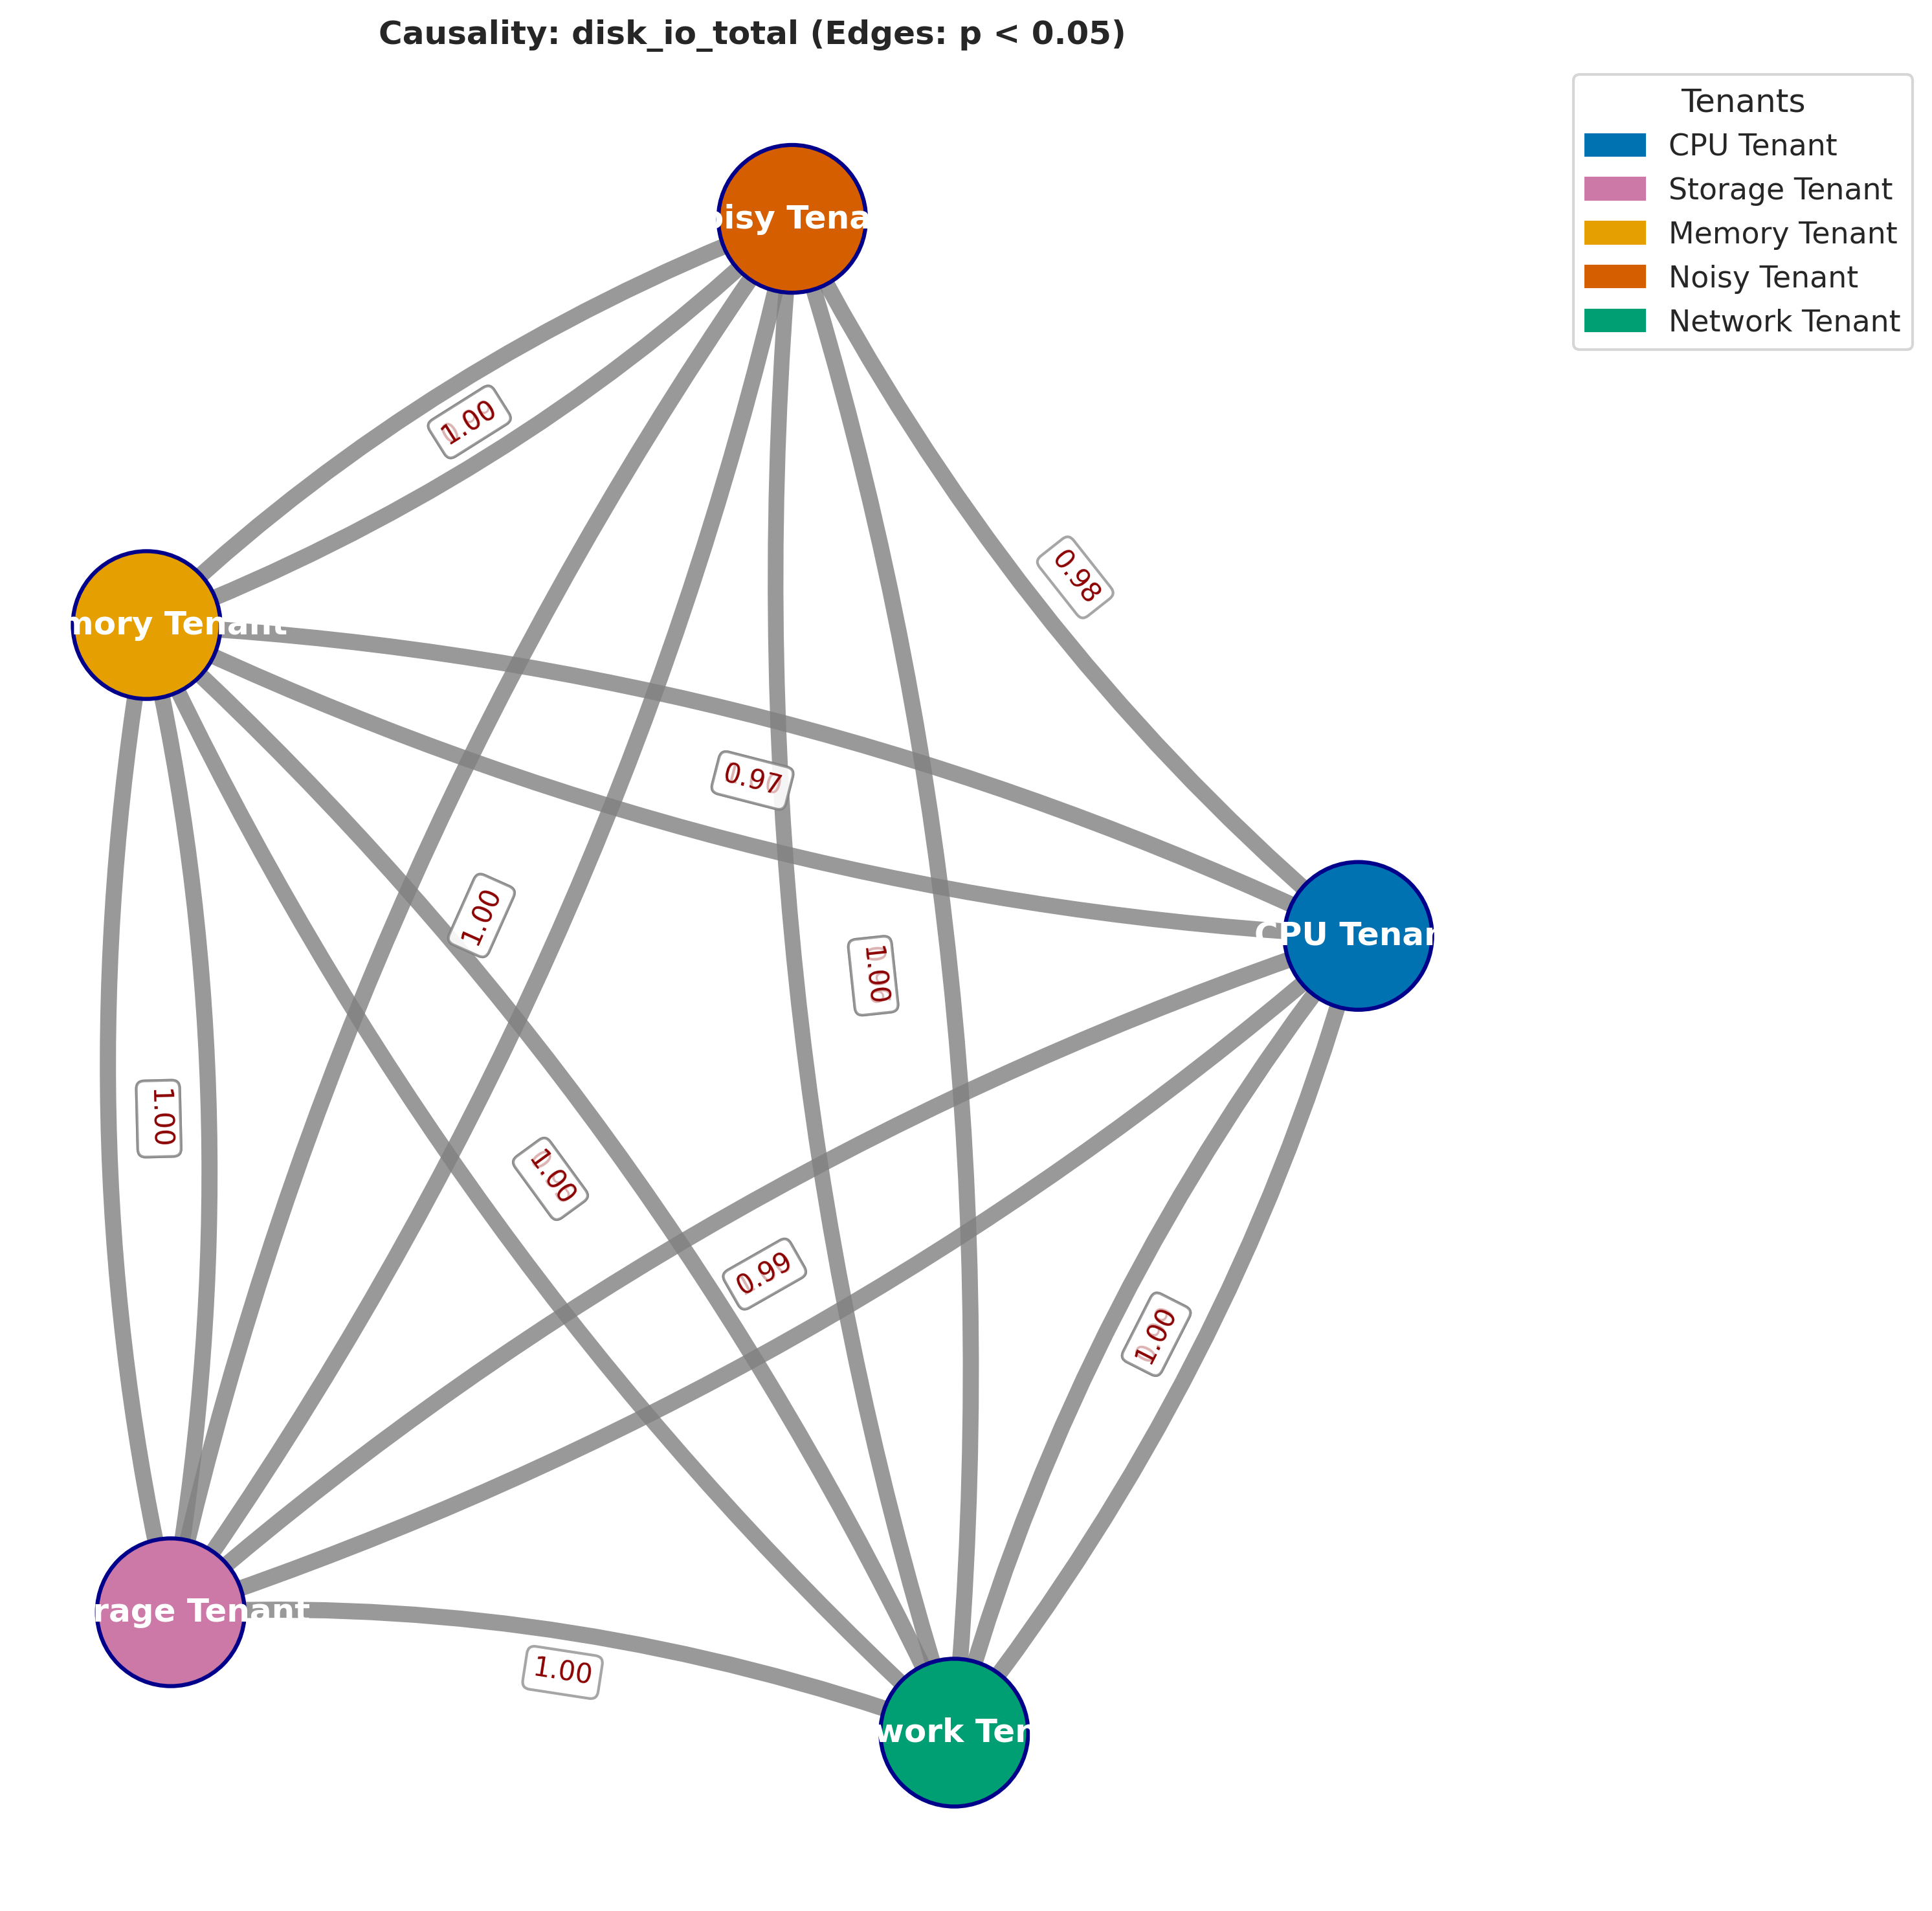 Causality: disk_io_total (Edges: p < 0.05)
Tenants
CPU Tenant
Storage Tenant
Memory Tenant
Noisy Tenant
Network Tenant
oisy Tena
1.00
0.98
mory Tenant
0.97
1.00
CPU Tenan
1.00
1.00
1.00
0.99
1.00
rage Tenant
1.00
work Ten